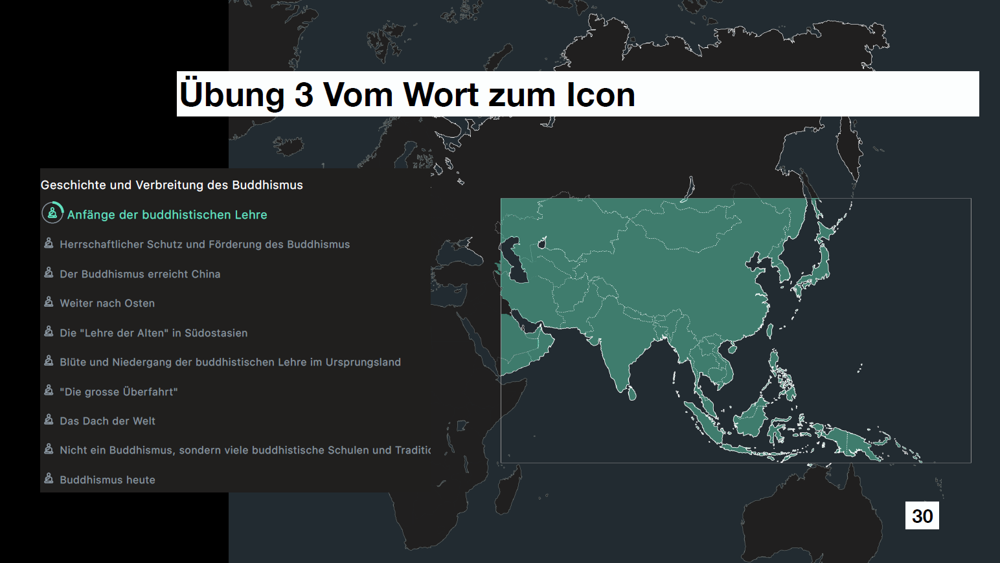 Übung 3 Vom Wort zum Icon
Geschichte und Verbreitung des Buddhismus
Anfänge der buddhistischen Lehre
Herrschaftlicher Schutz und Förderung des Buddhismus
Der Buddhismus erreicht China
Weiter nach Osten
Die "Lehre der Alten" in Südostasien
Blüte und Niedergang der buddhistischen Lehre im Ursprungsland
"Die grosse Überfahrt"
Das Dach der Welt
Nicht ein Buddhismus, sondern viele buddhistische Schulen und Traditic
Buddhismus heute
30